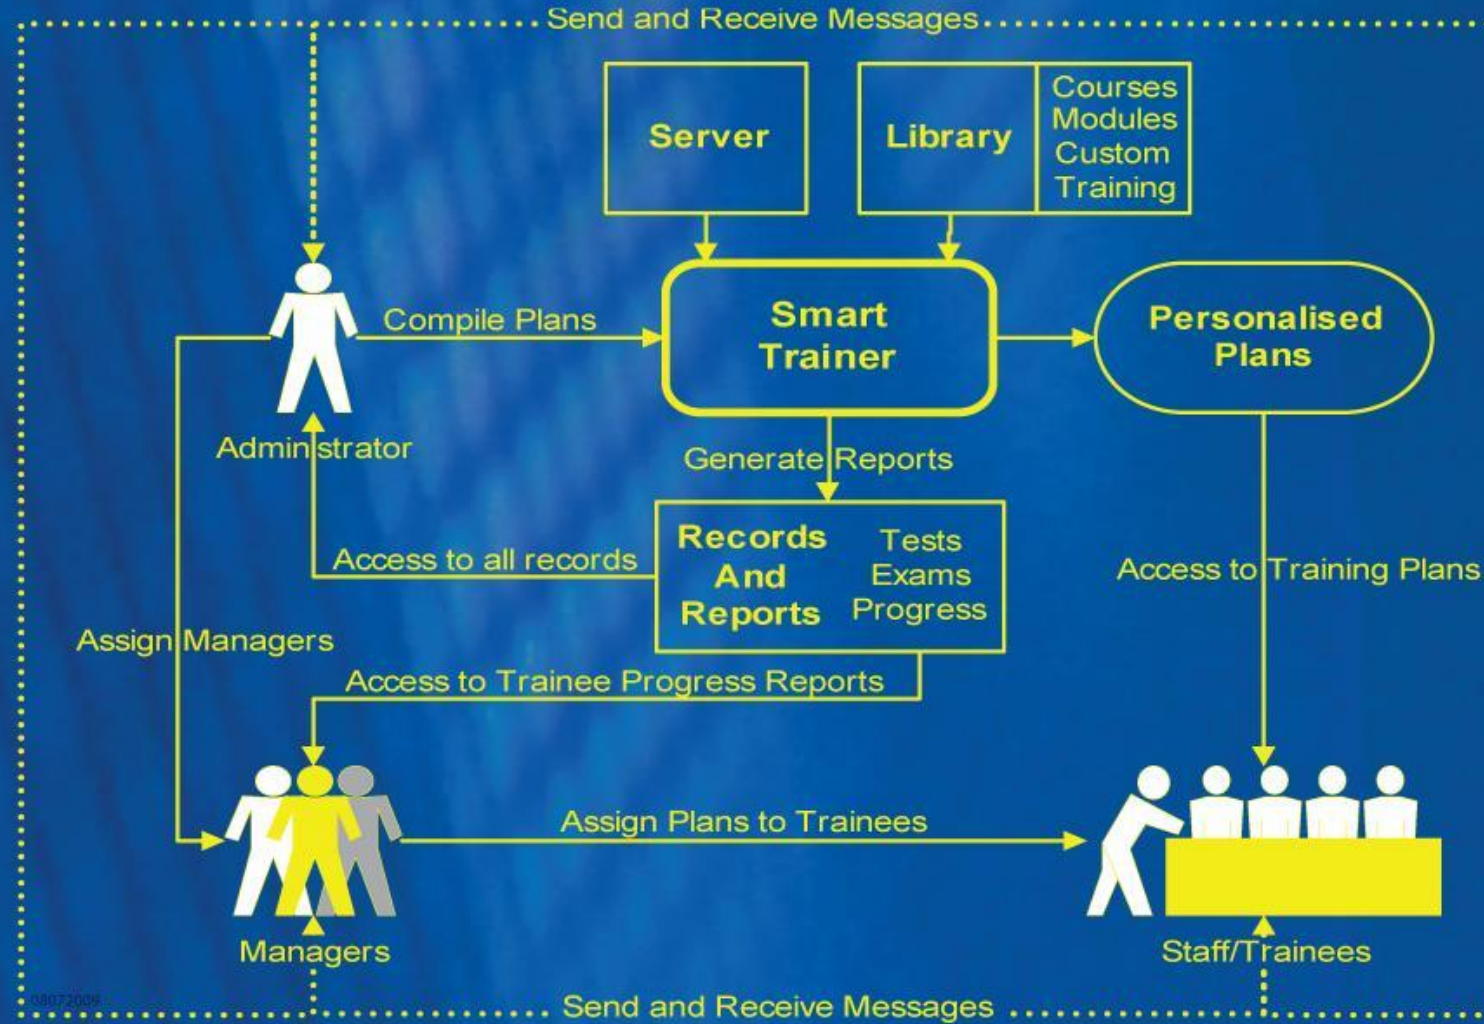 Send and Receive Messages
Server
Library
Courses
Modules
Custom
Training
Compile Plans
Smart
Trainer
Personalised
Plans
Administrator
Generate Reports
Records
And
Reports
Tests
Exams
Progress
Access to all records
Access to Training Plans
Assign Managers
Access to Trainee Progress Reports
Assign Plans to Trainees
Managers
Staff/Trainees
08072009
Send and Receive Messages